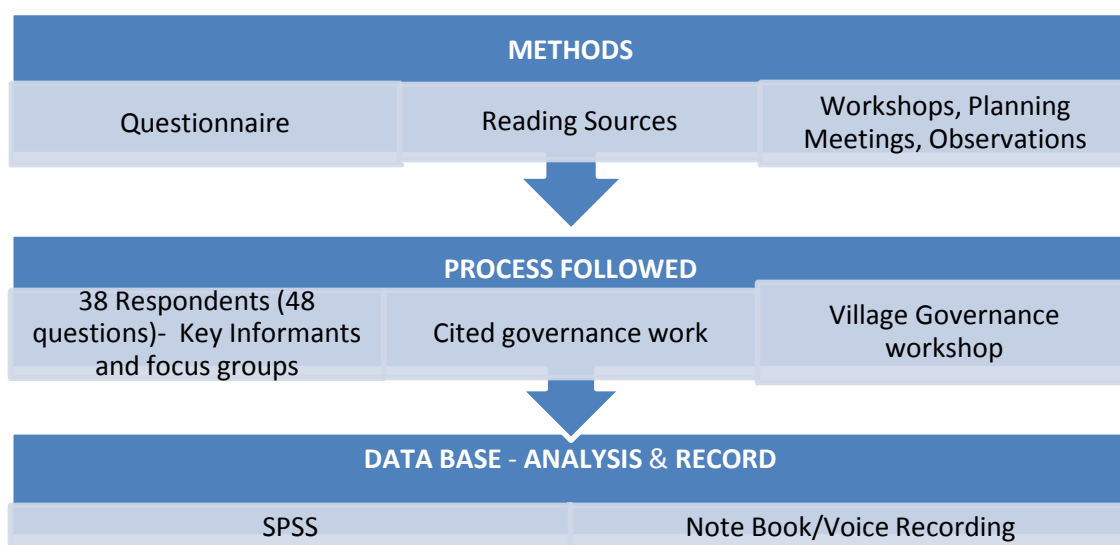 METHODS
Questionnaire
Reading Sources
Workshops, Planning
Meetings, Observations
PROCESS FOLLOWED
38 Respondents (48
questions)-  Key Informants
and focus groups
Cited governance work
Village Governance
workshop
DATA BASE - ANALYSIS & RECORD
SPSS
Note Book/Voice Recording